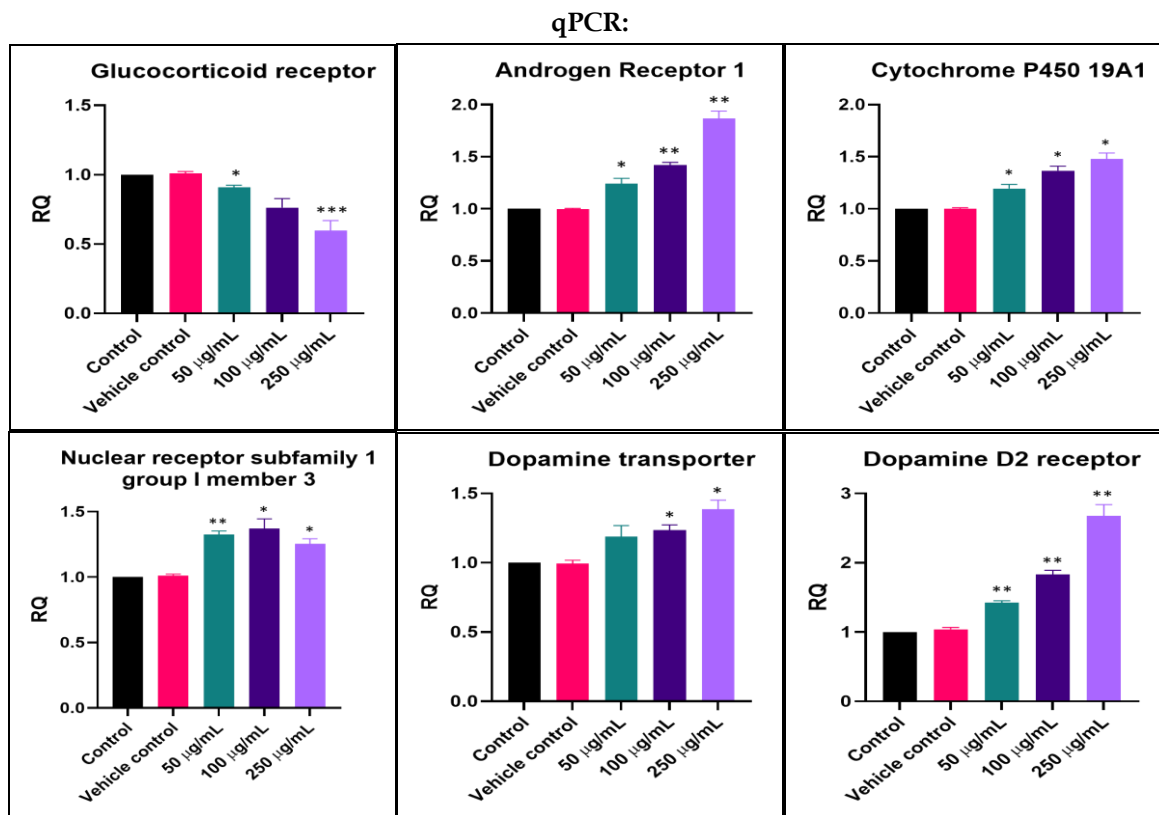 qPCR:
Glucocorticoid receptor
1.5
***
*
1.0
RQ
0.5
0.0
Control
Vehicle control
50 µg/mL
100 µg/mL
250 µg/mL
Androgen Receptor 1
2.0
**
**
1.5
*
RQ
1.0
0.5
0.0
Control
Vehicle control
50 µg/mL
100 µg/mL
250 µg/mL
Cytochrome P450 19A1
2.0
*
*
1.5
*
RQ
1.0
0.5
0.0
Control
Vehicle control
50 µg/mL
100 µg/mL
250 µg/mL
Nuclear receptor subfamily 1
group I member 3
1.5
**
*
*
1.0
RQ
0.5
0.0
Control
Vehicle control
50 µg/mL
100 µg/mL
250 µg/mL
Dopamine transporter
1.5
*
*
1.0
RQ
0.5
0.0
Control
Vehicle control
50 µg/mL
100 µg/mL
250 µg/mL
Dopamine D2 receptor
3
**
**
2
**
RQ
1
0
Control
Vehicle control
50 µg/mL
100 µg/mL
250 µg/mL